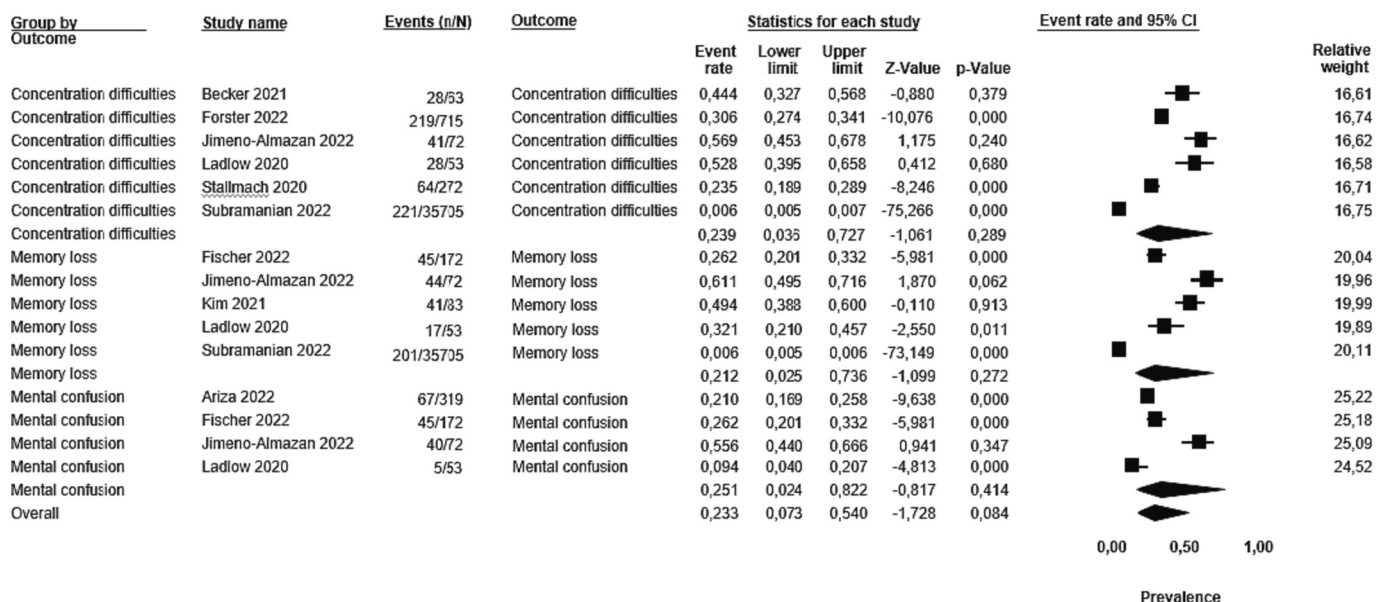 Group by Study name Events (n/N) Outcome Statistics for each study Event rate and 95% CI
Outcome
Event rate Lower limit Upper limit Z-Value p-Value Relative weight
Concentration difficulties Becker 2021 28/63 Concentration difficulties 0,444 0,327 0,568 -0,880 0,379 16,61
Concentration difficulties Forster 2022 219/715 Concentration difficulties 0,306 0,274 0,341 -10,076 0,000 16,74
Concentration difficulties Jimeno-Almazan 2022 41/72 Concentration difficulties 0,569 0,453 0,678 1,175 0,240 16,62
Concentration difficulties Ladlow 2020 28/53 Concentration difficulties 0,528 0,395 0,658 0,412 0,680 16,58
Concentration difficulties Stallmach 2020 64/272 Concentration difficulties 0,235 0,189 0,289 -8,246 0,000 16,71
Concentration difficulties Subramanian 2022 221/35705 Concentration difficulties 0,006 0,005 0,007 -75,266 0,000 16,75
Concentration difficulties 0,239 0,036 0,727 -1,061 0,289
Memory loss Fischer 2022 45/172 Memory loss 0,262 0,201 0,332 -5,981 0,000 20,04
Memory loss Jimeno-Almazan 2022 44/72 Memory loss 0,611 0,495 0,716 1,870 0,062 19,96
Memory loss Kim 2021 41/83 Memory loss 0,494 0,388 0,600 -0,110 0,913 19,99
Memory loss Ladlow 2020 17/53 Memory loss 0,321 0,210 0,457 -2,550 0,011 19,89
Memory loss Subramanian 2022 201/35705 Memory loss 0,006 0,005 0,006 -73,149 0,000 20,11
Memory loss 0,212 0,025 0,736 -1,099 0,272
Mental confusion Ariza 2022 67/319 Mental confusion 0,210 0,169 0,258 -9,638 0,000 25,22
Mental confusion Fischer 2022 45/172 Mental confusion 0,262 0,201 0,332 -5,981 0,000 25,18
Mental confusion Jimeno-Almazan 2022 40/72 Mental confusion 0,556 0,440 0,666 0,941 0,347 25,09
Mental confusion Ladlow 2020 5/53 Mental confusion 0,094 0,040 0,207 -4,813 0,000 24,52
Mental confusion 0,251 0,024 0,822 -0,817 0,414
Overall 0,233 0,073 0,540 -1,728 0,084
0,00 0,50 1,00
Prevalence